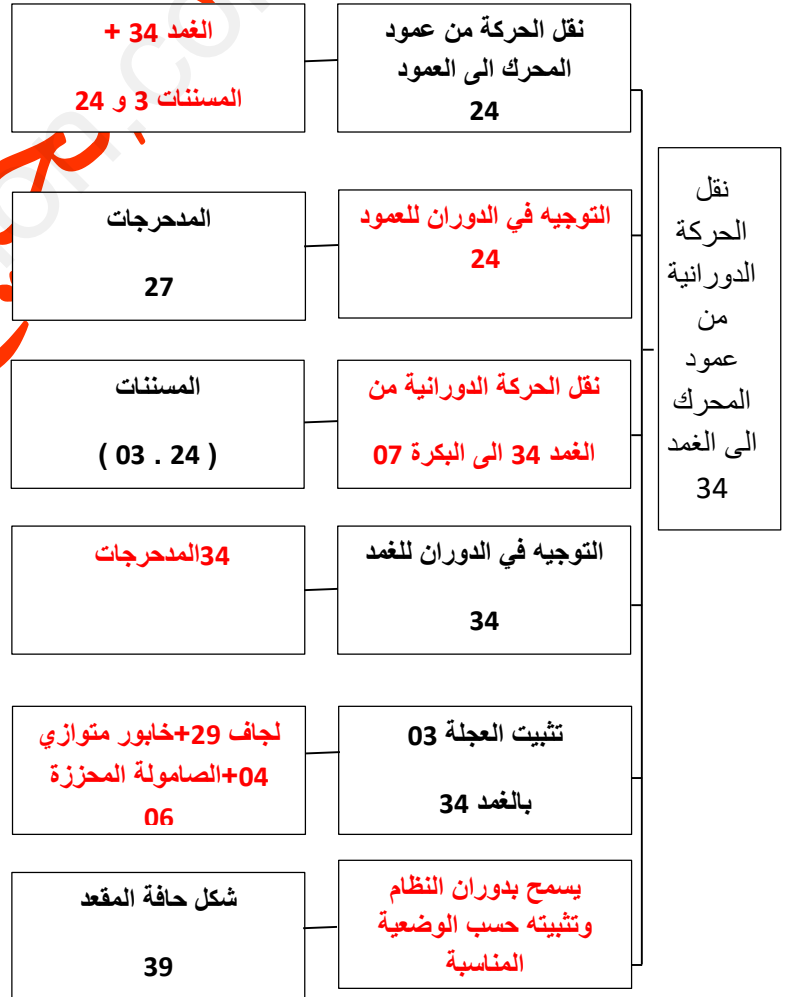 نقل
الحركة
الدورانية
من
عمود
المحرك
الى الغمد
34
نقل الحركة من عمود
المحرك الى العمود
24
الغمد 34 +
المسننات 3 و 24
التوجيه في الدوران للعمود
24
المدحرجات
27
نقل الحركة الدورانية من
الغمد 34 الى البكرة 07
المسننات
( 24 . 03 )
التوجيه في الدوران للغمد
34
34المدحرجات
تثبيت العجلة 03
بالغمد 34
لجاف 29+خابور متوازي
04+الصامولة المحززة
06
يسمح بدوران النظام
وتثبيته حسب الوضعية
المناسبة
شكل حافة المقعد
39